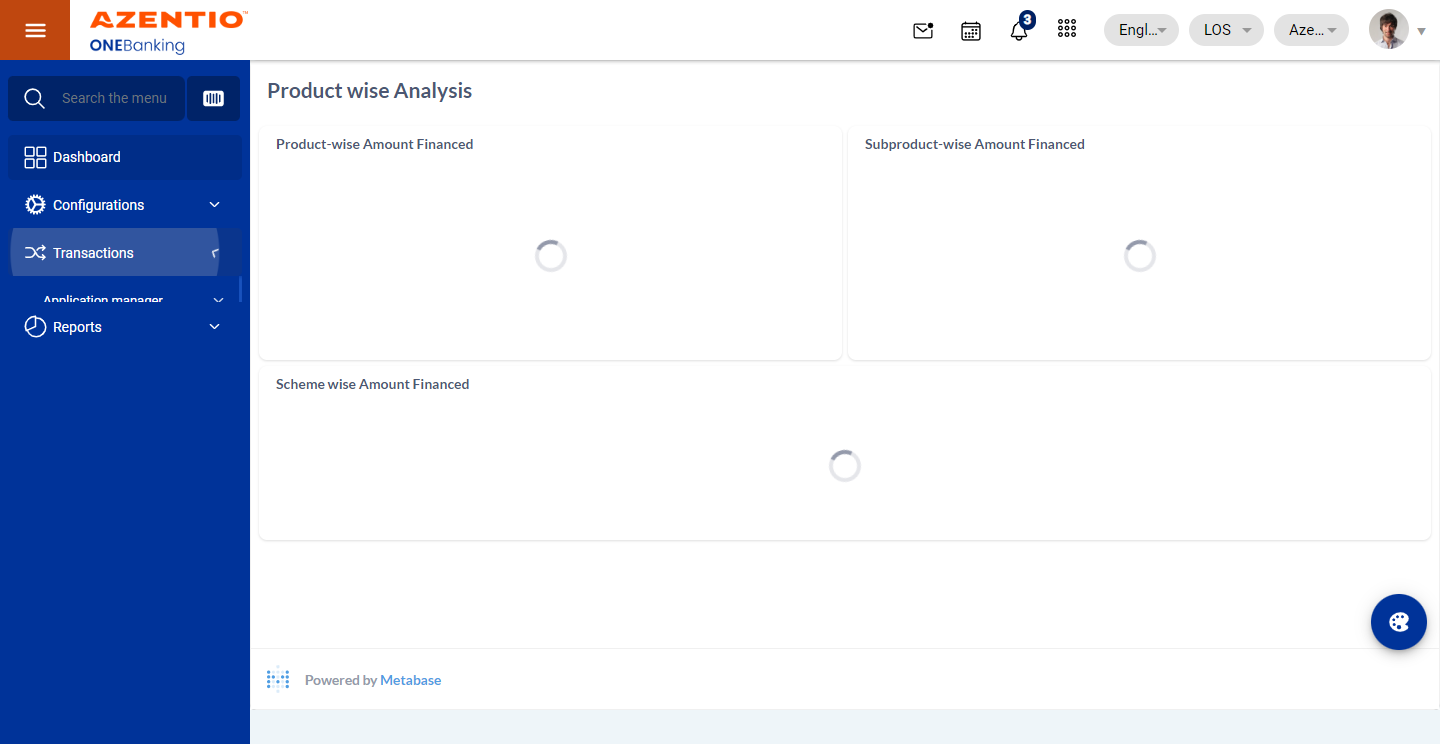 AZENTIO™
ONEBanking
3
Engl...
LOS
Aze...
Search the menu
Dashboard
Configurations
Transactions
Application manager
Reports
Product wise Analysis
Product-wise Amount Financed
Subproduct-wise Amount Financed
Scheme wise Amount Financed
Powered by Metabase